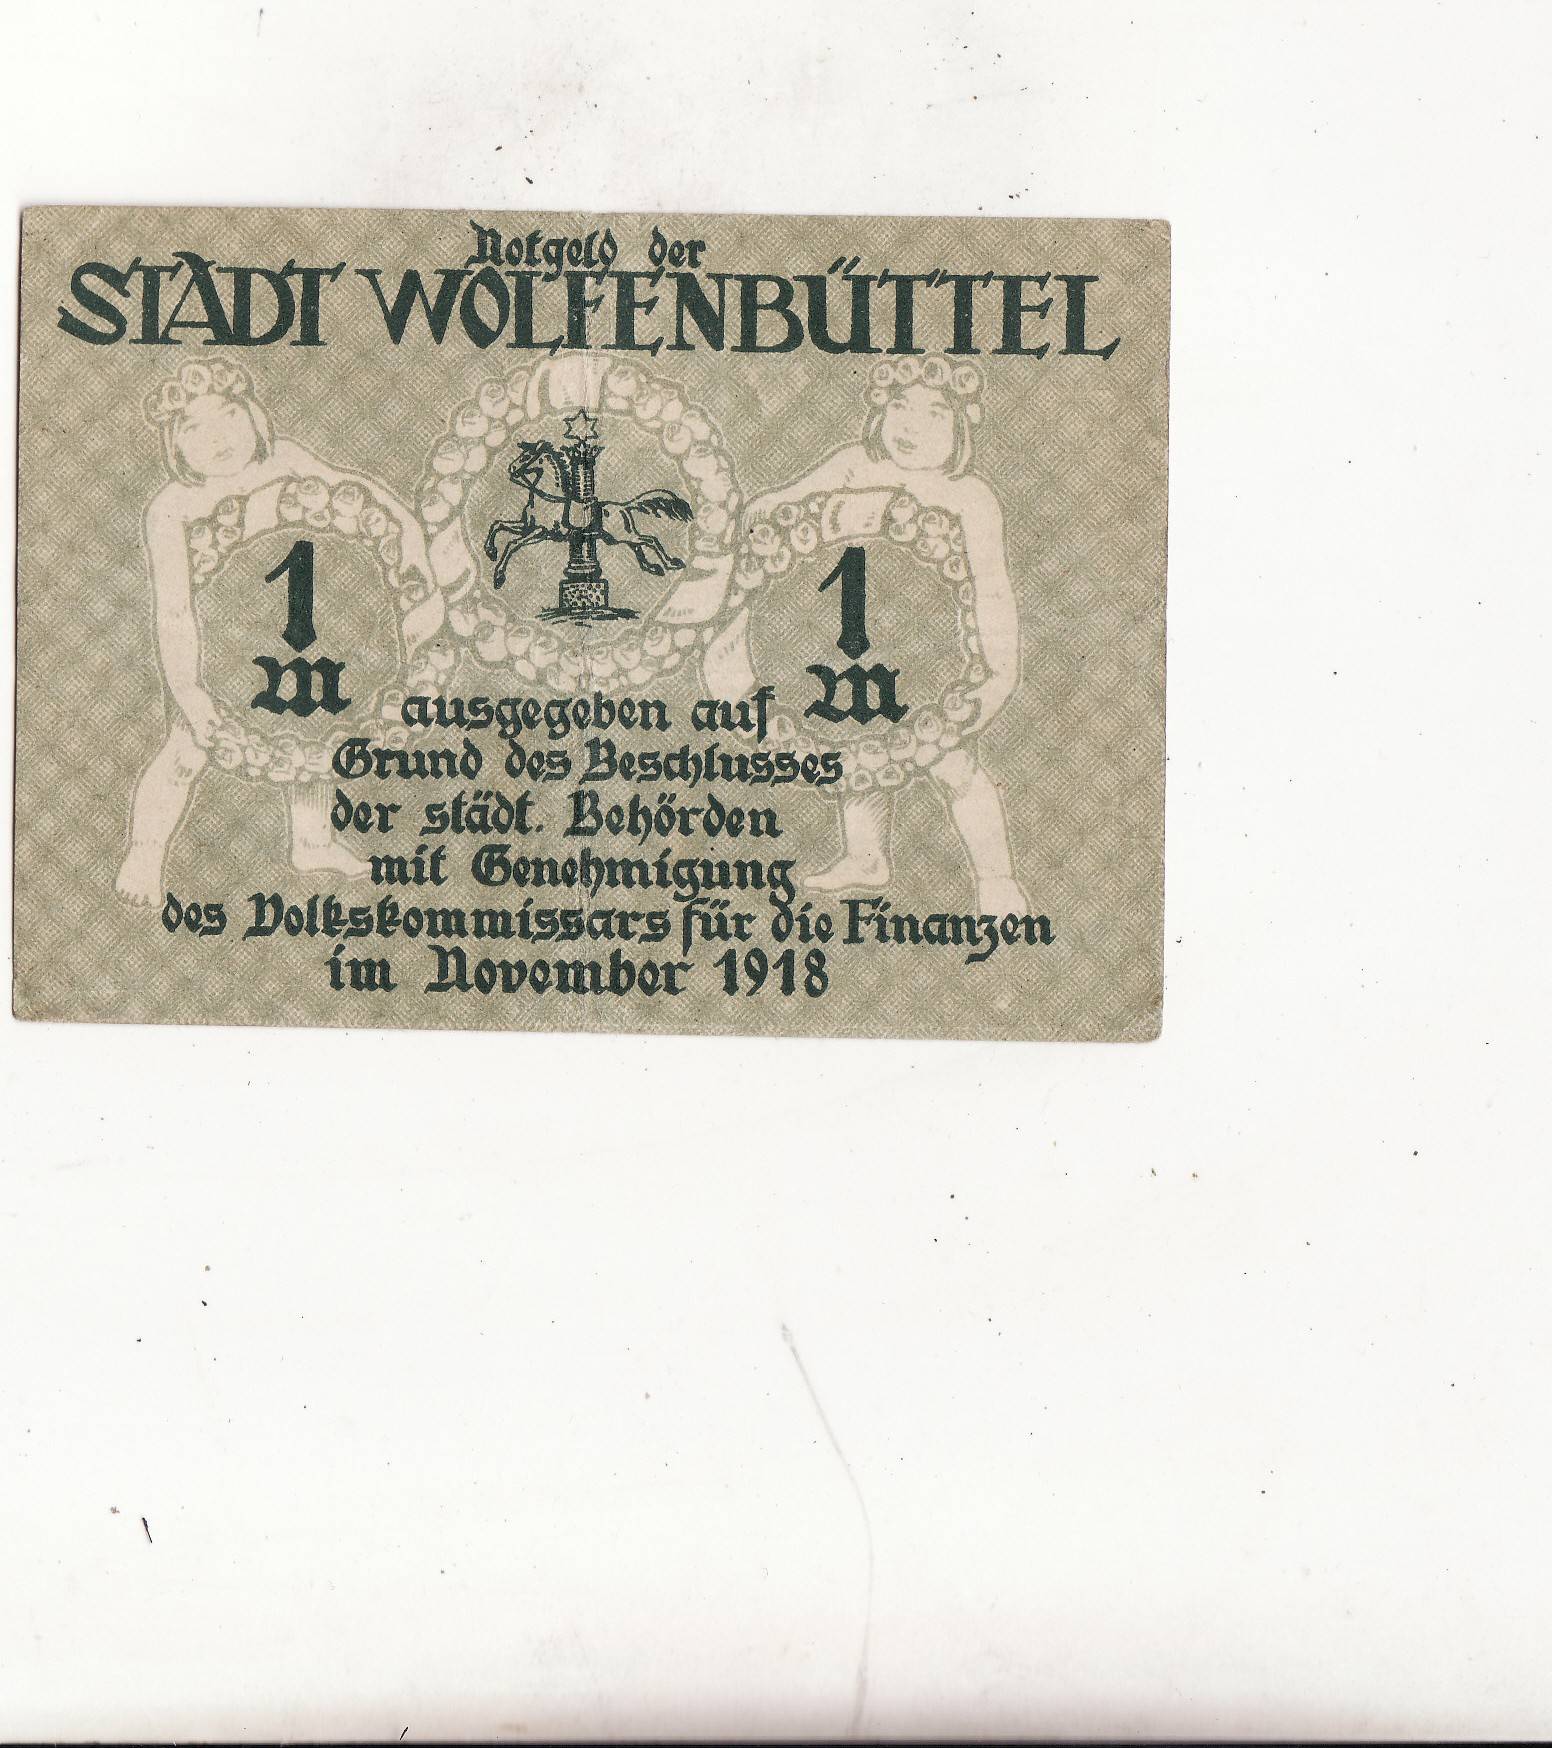 Notgeld der
STADT WOLFENBÜTTEL
1 1
M M
ausgegeben auf
Grund des Beschlusses
der städt. Behörden
mit Genehmigung
des Volkskommissars für die Finanzen
im November 1918